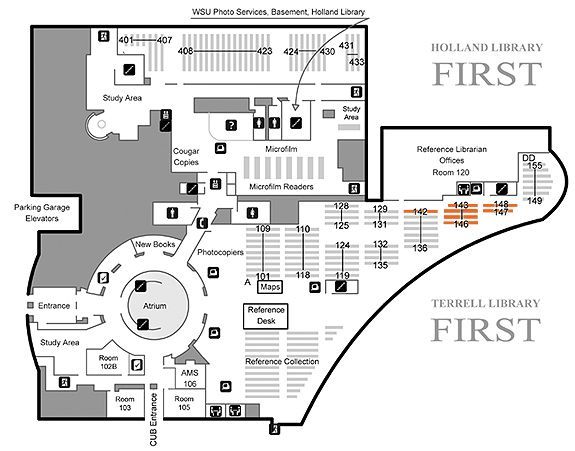 WSU Photo Services, Basement, Holland Library
HOLLAND LIBRARY
FIRST
401
407
408
423
424
430
431
433
Study Area
Study
Area
?
Cougar
Copies
Microfilm
Microfilm Readers
Reference Librarian
Offices
Room 120
DD
155
149
Parking Garage
Elevators
128
125
129
131
142
136
143
146
148
147
New Books
Photocopiers
109
101
110
118
124
119
132
135
A
Maps
Entrance
Atrium
Reference
Desk
TERRELL LIBRARY
FIRST
Study Area
Room
102B
AMS
106
Reference Collection
Room
103
Room
105
CUB Entrance